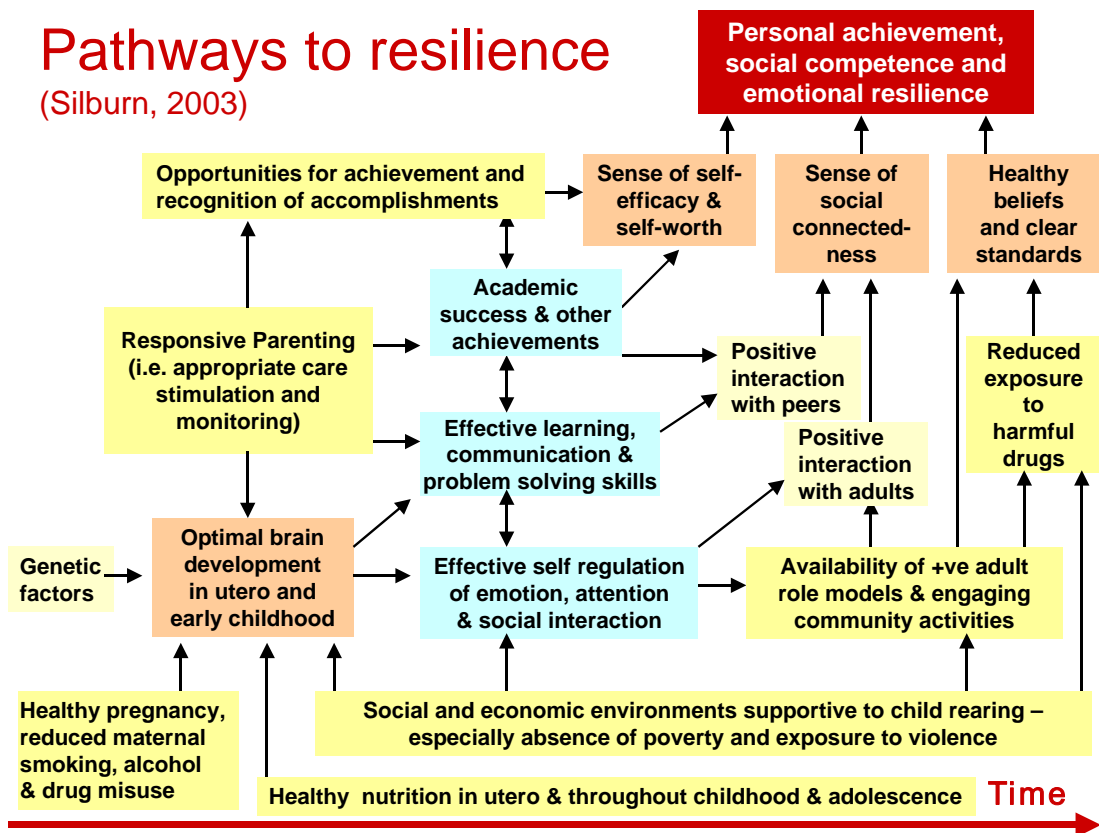 Pathways to resilience
(Silburn, 2003)
Personal achievement,
social competence and
emotional resilience
Opportunities for achievement and
recognition of accomplishments
Sense of self-
efficacy &
self-worth
Sense of
social
connected-
ness
Healthy
beliefs
and clear
standards
Academic
success & other
achievements
Responsive Parenting
(i.e. appropriate care
stimulation and
monitoring)
Positive
interaction
with peers
Reduced
exposure
to
harmful
drugs
Effective learning,
communication &
problem solving skills
Positive
interaction
with adults
Genetic
factors
Optimal brain
development
in utero and
early childhood
Effective self regulation
of emotion, attention
& social interaction
Availability of +ve adult
role models & engaging
community activities
Healthy pregnancy,
reduced maternal
smoking, alcohol
& drug misuse
Social and economic environments supportive to child rearing –
especially absence of poverty and exposure to violence
Healthy nutrition in utero & throughout childhood & adolescence
Time